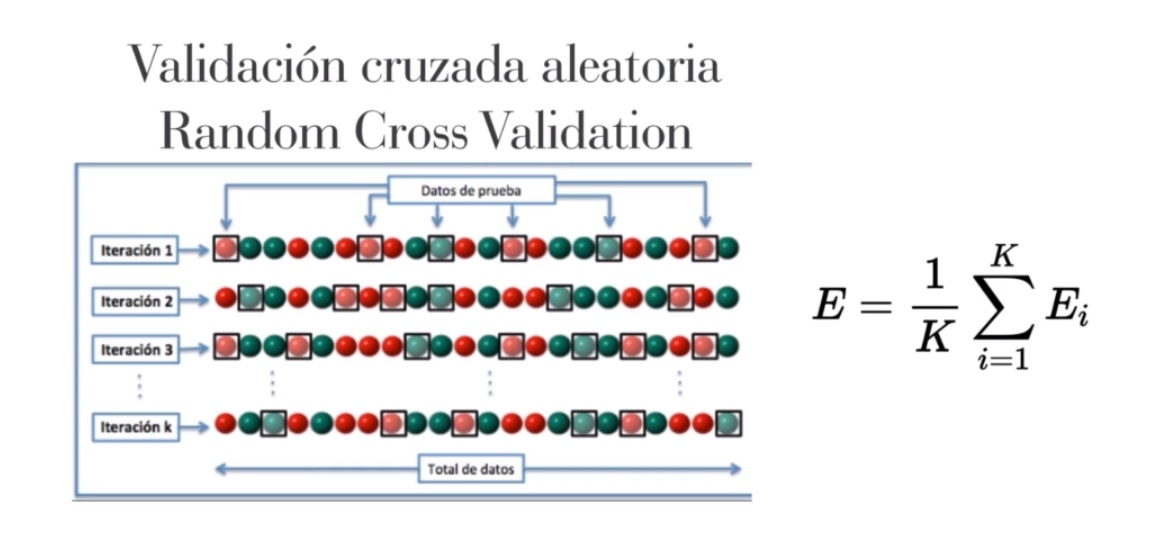 Validación cruzada aleatoria
Random Cross Validation
Datos de prueba
Iteración 1
Iteración 2
Iteración 3
Iteración k
Total de datos
E = \frac{1}{K} \sum_{i=1}^{K} E_i